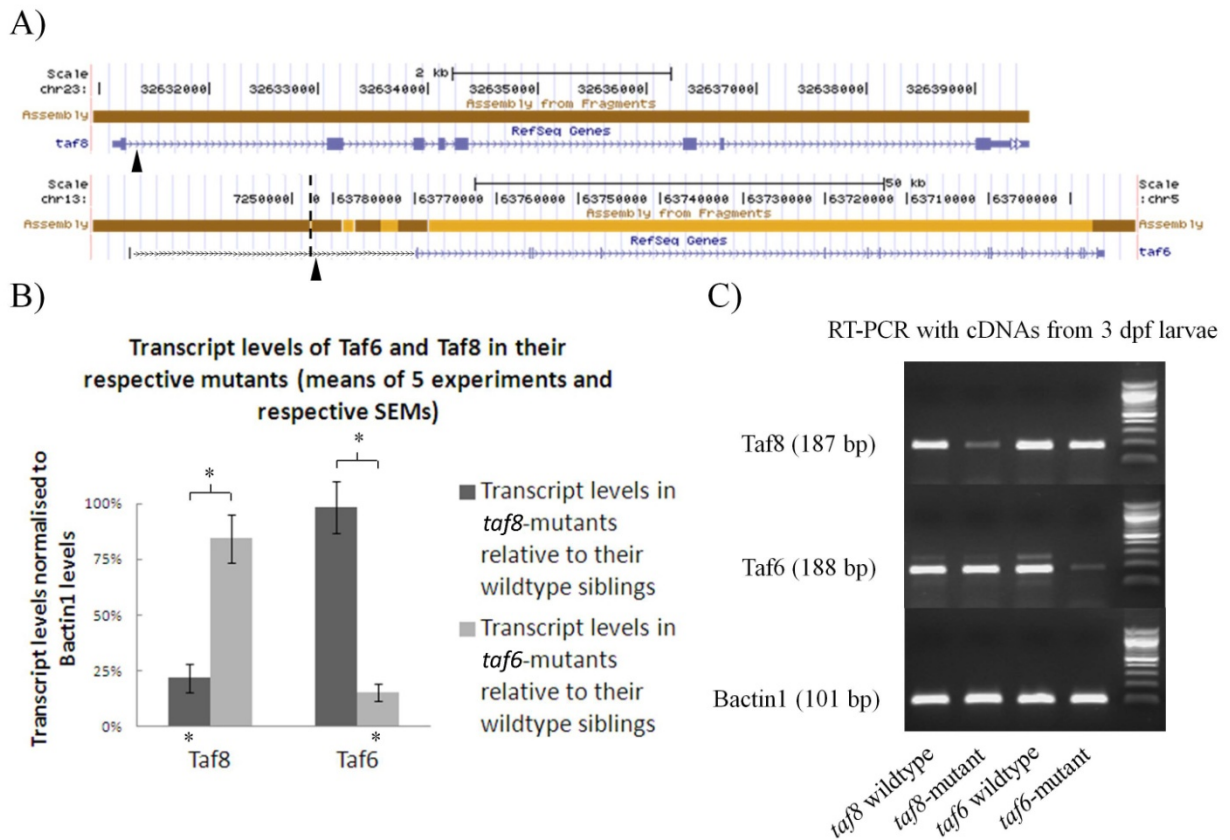 A)
Scale
2 kb
chr23:
32632000
32633000
32634000
32635000
32636000
32637000
32638000
32639000
Assembly from Fragments
Assembly
RefSeq Genes
taf8
Scale
50 kb
Scale
chr13:
7250000
0
63780000
63770000
63760000
63750000
63740000
63730000
63720000
63710000
63700000
:chr5
Assembly from Fragments
Assembly
Assembly
RefSeq Genes
taf6
B)
Transcript levels of Taf6 and Taf8 in their
respective mutants (means of 5 experiments and
respective SEMs)
Transcript levels normalised to
Bactin1 levels
100%
75%
50%
25%
0%
*
*
*
*
Taf8
Taf6
Transcript levels in
taf8-mutants
relative to their
wildtype siblings
Transcript levels in
taf6-mutants
relative to their
wildtype siblings
C)
RT-PCR with cDNAs from 3 dpf larvae
Taf8 (187 bp)
Taf6 (188 bp)
Bactin1 (101 bp)
taf8 wildtype
taf8-mutant
taf6 wildtype
taf6-mutant